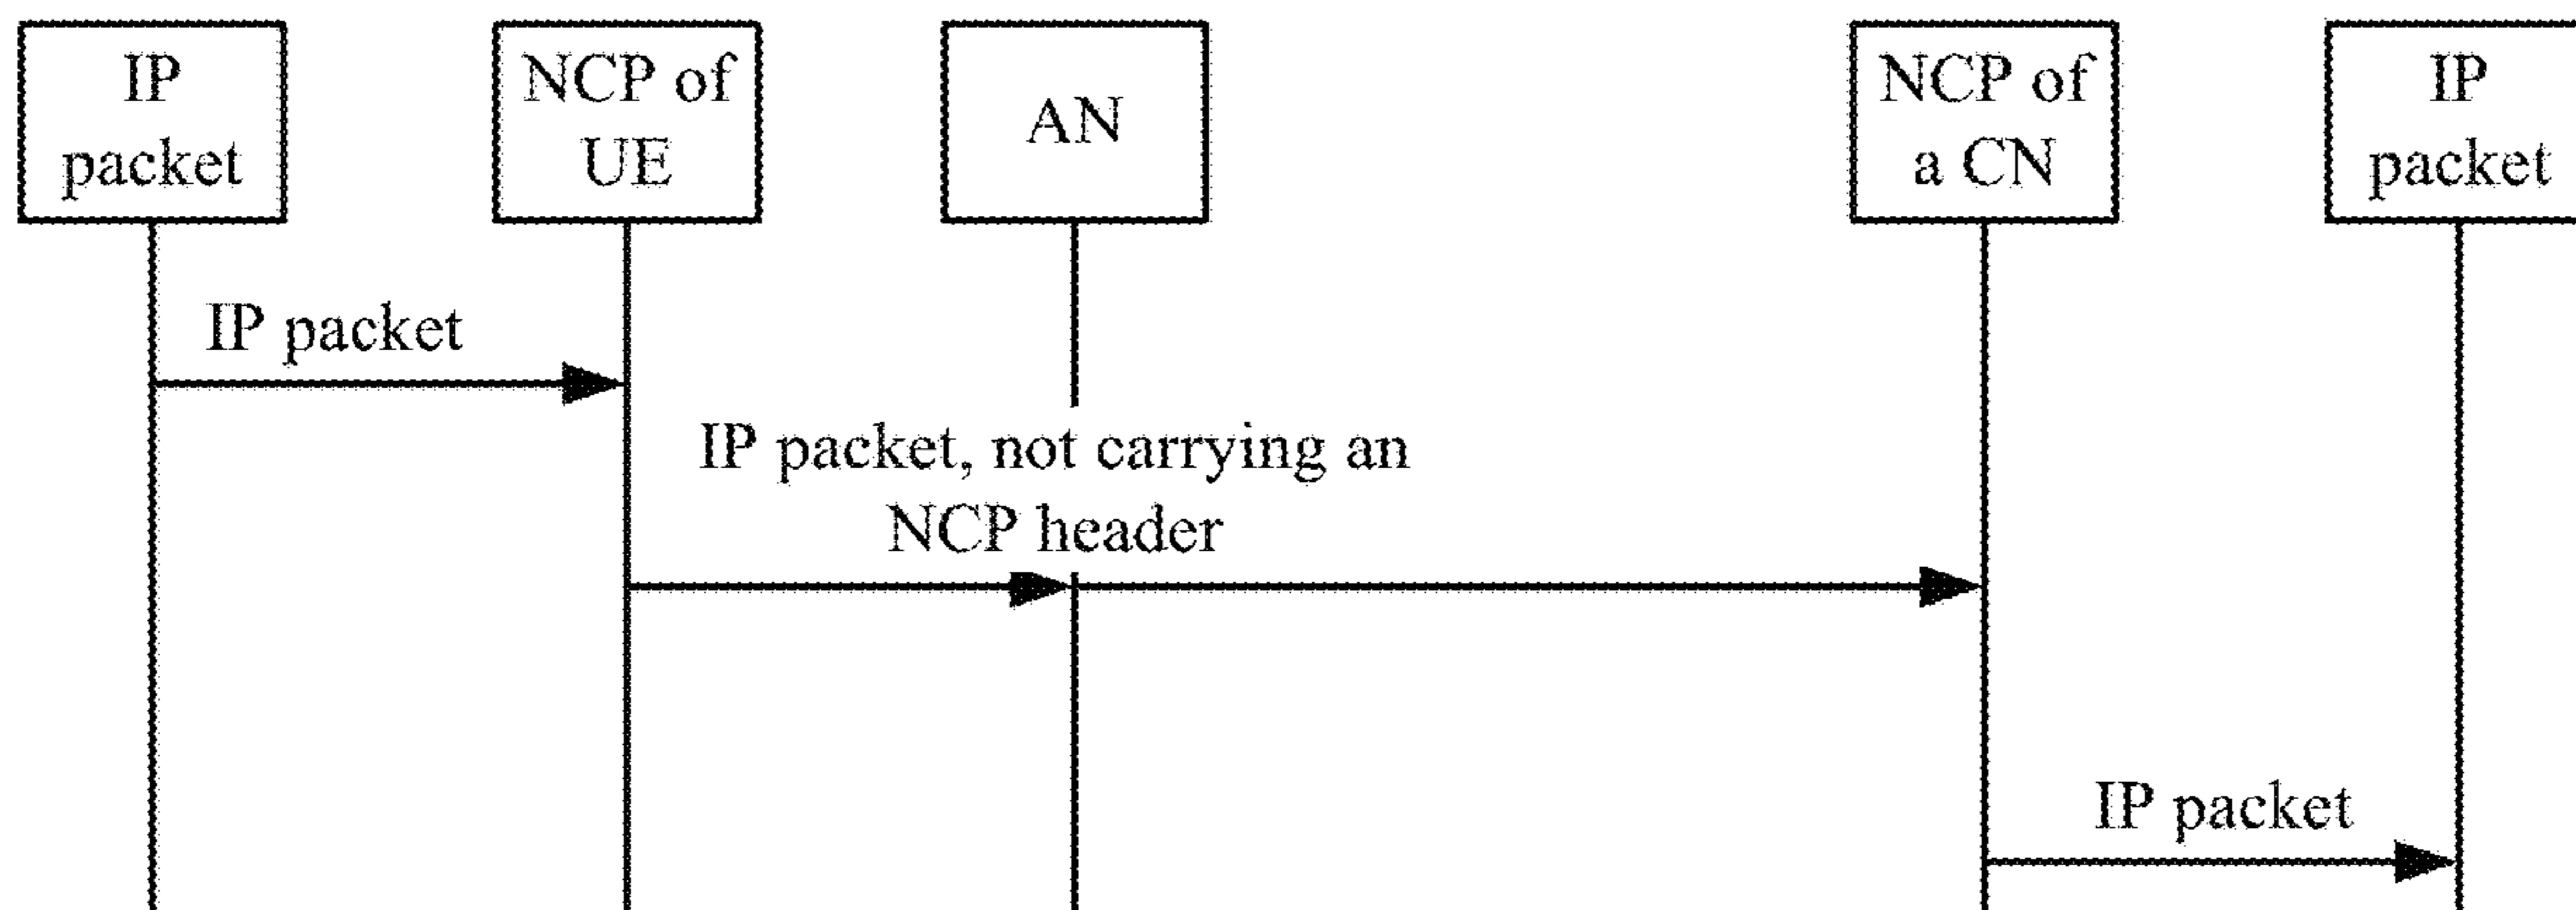 IP
packet
NCP of
UE
AN
NCP of
a CN
IP
packet
IP packet
IP packet, not carrying an
NCP header
IP packet